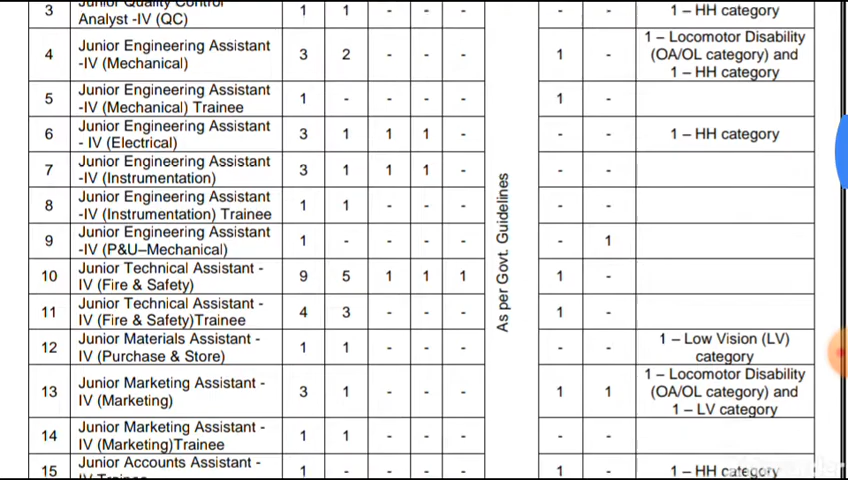 3 Junior Quality Control Analyst -IV (QC) 1 1 - - - - - 1 – HH category
4 Junior Engineering Assistant -IV (Mechanical) 3 2 - - - 1 - 1 – Locomotor Disability (OA/OL category) and 1 – HH category
5 Junior Engineering Assistant -IV (Mechanical) Trainee 1 - - - - 1 -
6 Junior Engineering Assistant - IV (Electrical) 3 1 1 1 - - - 1 – HH category
7 Junior Engineering Assistant -IV (Instrumentation) 3 1 1 1 - - -
8 Junior Engineering Assistant -IV (Instrumentation) Trainee 1 1 - - - - -
9 Junior Engineering Assistant -IV (P&U–Mechanical) 1 - - - - - 1
10 Junior Technical Assistant - IV (Fire & Safety) 9 5 1 1 1 1 -
11 Junior Technical Assistant - IV (Fire & Safety)Trainee 4 3 - - - 1 -
12 Junior Materials Assistant - IV (Purchase & Store) 1 1 - - - - - 1 – Low Vision (LV) category
13 Junior Marketing Assistant - IV (Marketing) 3 1 - - - 1 1 1 – Locomotor Disability (OA/OL category) and 1 – LV category
14 Junior Marketing Assistant - IV (Marketing)Trainee 1 1 - - - - -
15 Junior Accounts Assistant - IV Trainee 1 - - - - 1 - 1 – HH category
As per Govt. Guidelines